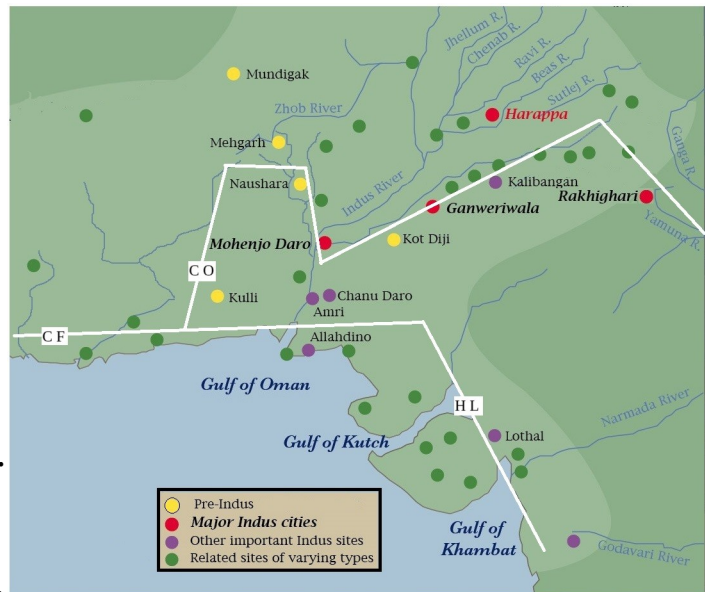 Jhellum R.
Chenab R.
Ravi R.
Beas R.
Sutlej R.
Mundigak
Zhob River
Harappa
Ganga R.
Mehgarh
Naushara
Indus River
Kalibangan
Rakhighari
Ganweriwala
Yamuna R.
Mohenjo Daro
Kot Diji
C O
Kulli
Chanu Daro
Amri
C F
Allahdino
Gulf of Oman
H L
Narmada River
Gulf of Kutch
Lothal
Pre-Indus
Major Indus cities
Other important Indus sites
Related sites of varying types
Gulf of
Khambat
Godavari River